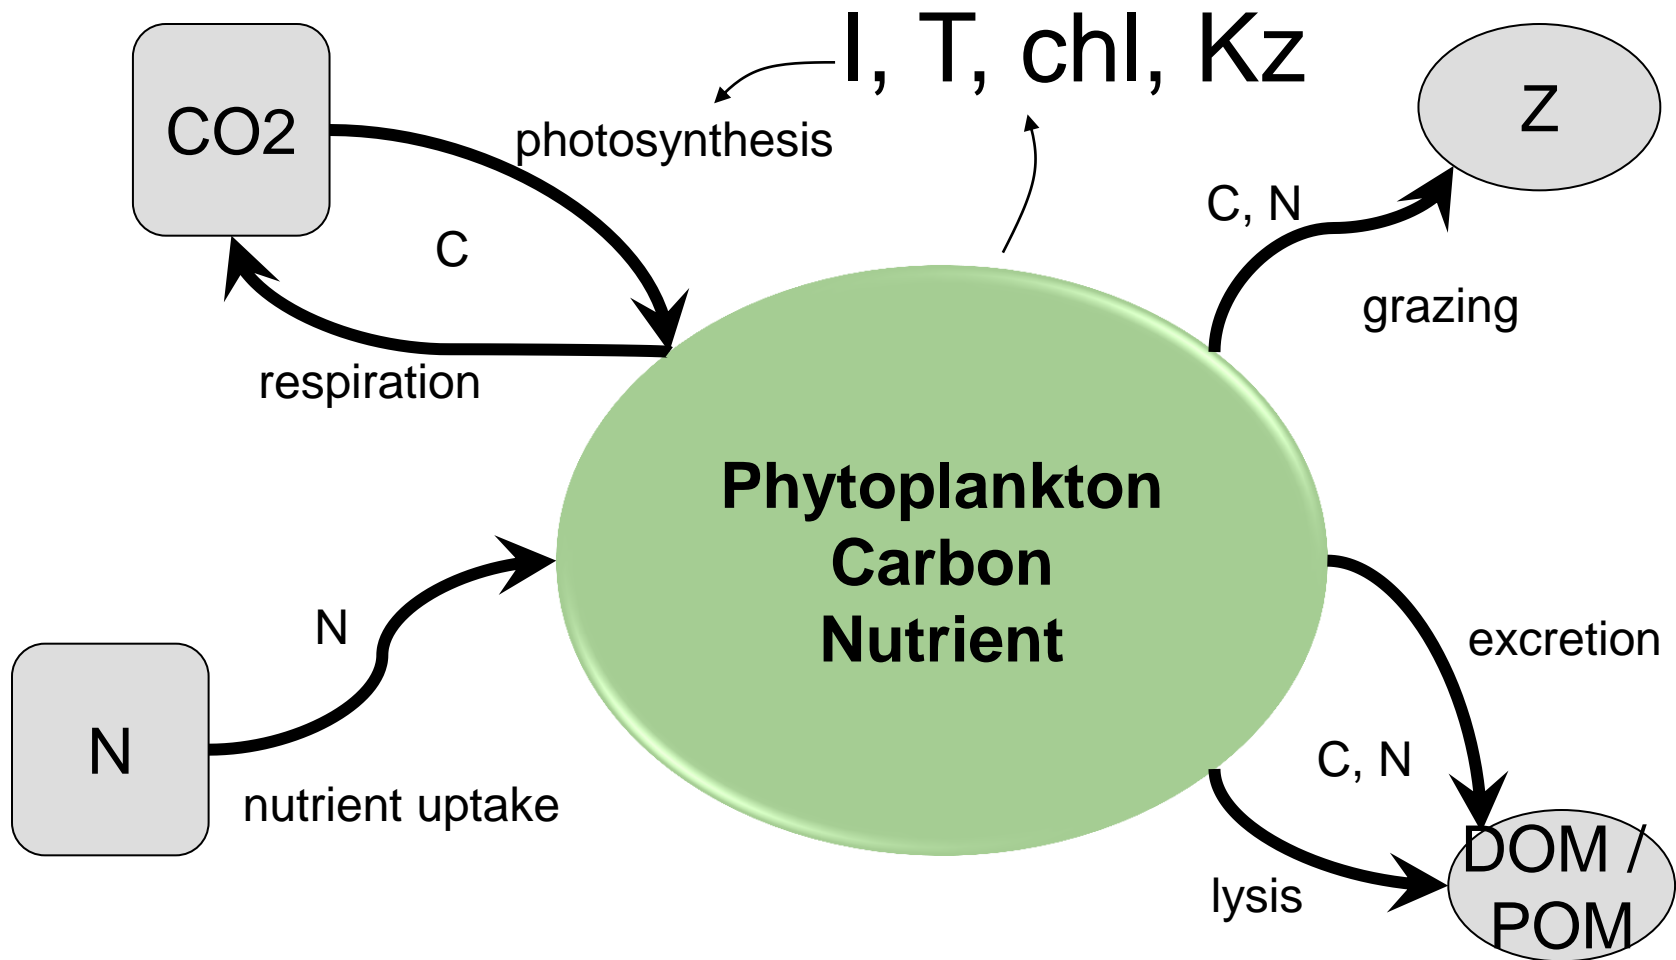 I, T, chl, Kz
CO2
photosynthesis
Z
C, N
C
grazing
respiration
Phytoplankton
Carbon
Nutrient
N
excretion
N
C, N
nutrient uptake
DOM /
POM
lysis